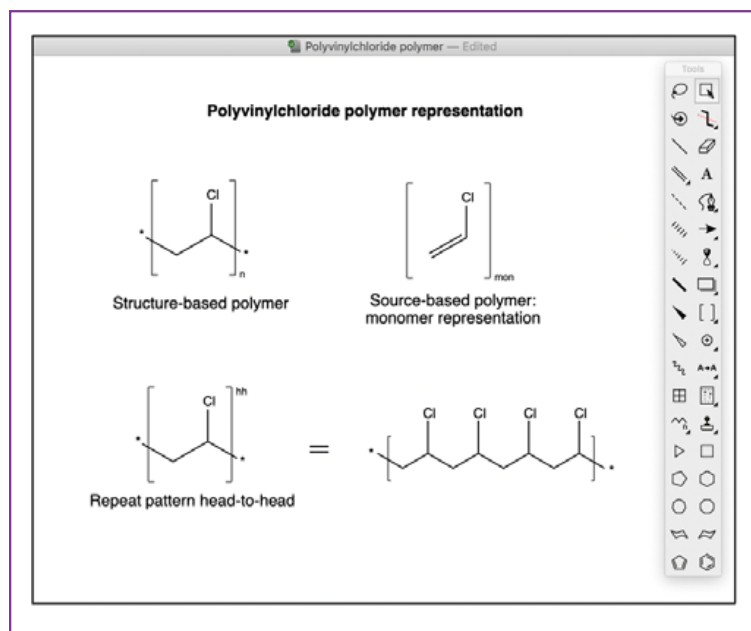 Polyvinylchloride polymer — Edited
Tools
Polyvinylchloride polymer representation
Cl
*
*
n
Structure-based polymer
Cl
mon
Source-based polymer:
monomer representation
hh
Cl
*
*
Repeat pattern head-to-head
=
Cl Cl Cl Cl
*
*
A
A→A